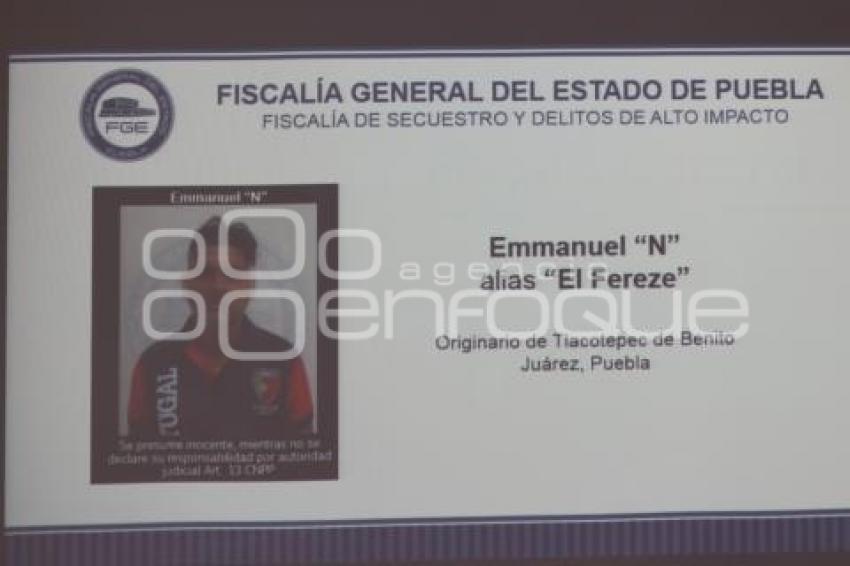 FISCALÍA GENERAL DEL ESTADO DE PUEBLA
FISCALÍA DE SECUESTRO Y DELITOS DE ALTO IMPACTO
FGE
PUEBLA
Emmanuel "N"
TUGAL
Se presume inocente, mientras no se
declare su responsabilidad por autoridad
judicial Art. 13 CNPP
Emmanuel “N”
alias “El Fereze”
Originario de Tlacotepec de Benito
Juárez, Puebla
agencia
enfoque